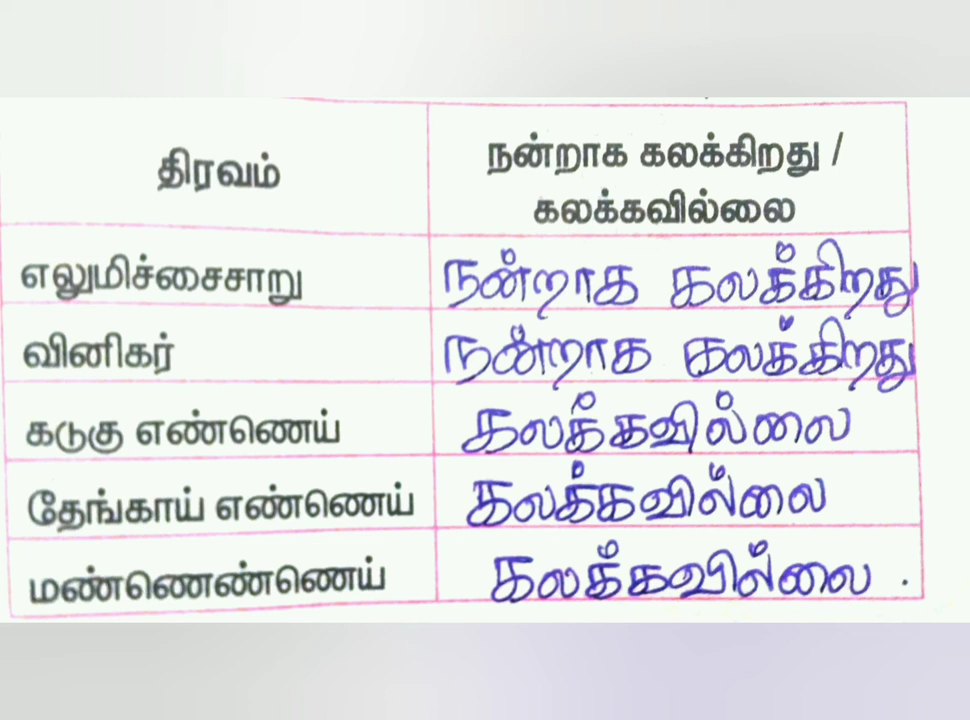 திரவம்
நன்றாக கலக்கிறது /
கலக்கவில்லை
எலுமிச்சைசாறு நன்றாக கலக்கிறது
வினிகர் நன்றாக கலக்கிறது
கடுகு எண்ணெய் கலக்கவில்லை
தேங்காய் எண்ணெய் கலக்கவில்லை
மண்ணெண்ணெய் கலக்கவில்லை .